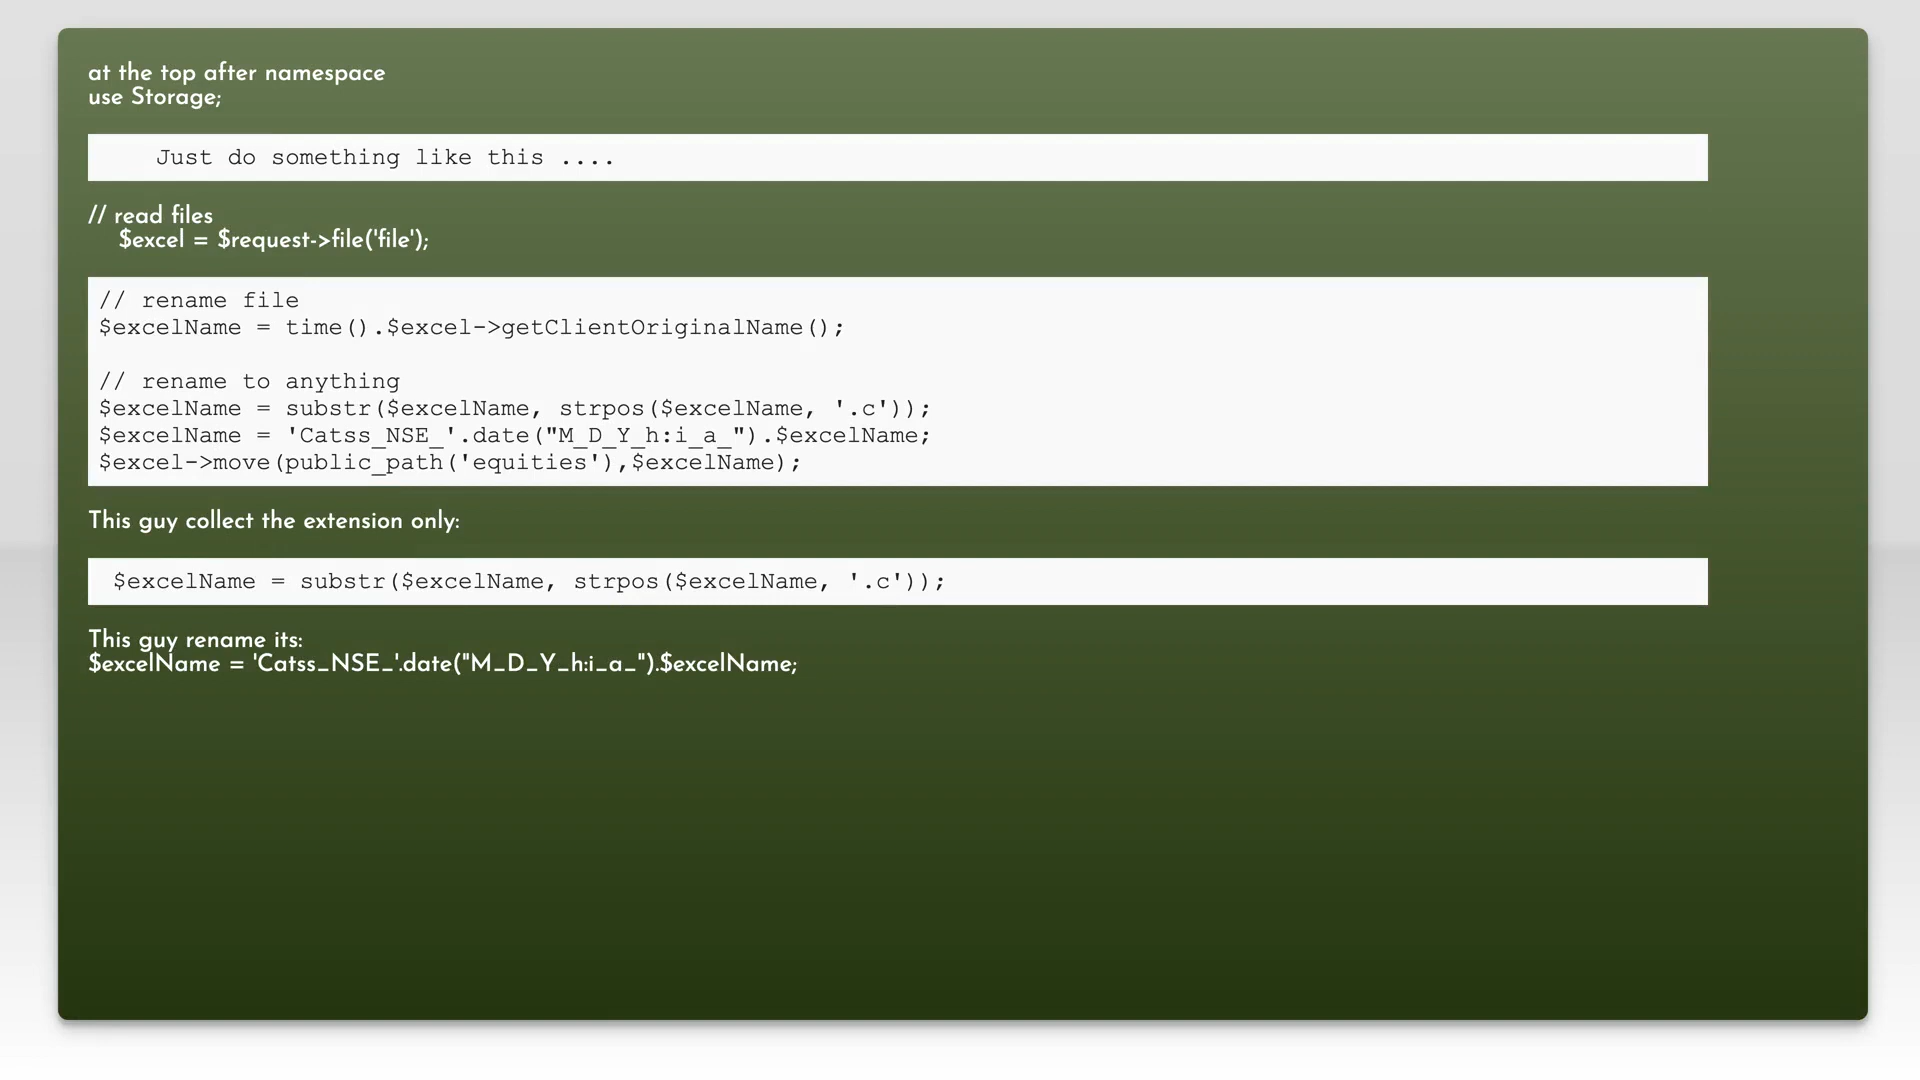 at the top after namespace
use Storage;
Just do something like this ....
// read files
$excel = $request->file('file');
// rename file
$excelName = time().$excel->getClientOriginalName();
// rename to anything
$excelName = substr($excelName, strpos($excelName, '.c'));
$excelName = 'Catss_NSE_'.date("M_D_Y_h:i_a_").$excelName;
$excel->move(public_path('equities'),$excelName);
This guy collect the extension only:
$excelName = substr($excelName, strpos($excelName, '.c'));
This guy rename its:
$excelName = 'Catss_NSE_'.date("M_D_Y_h:i_a_").$excelName;